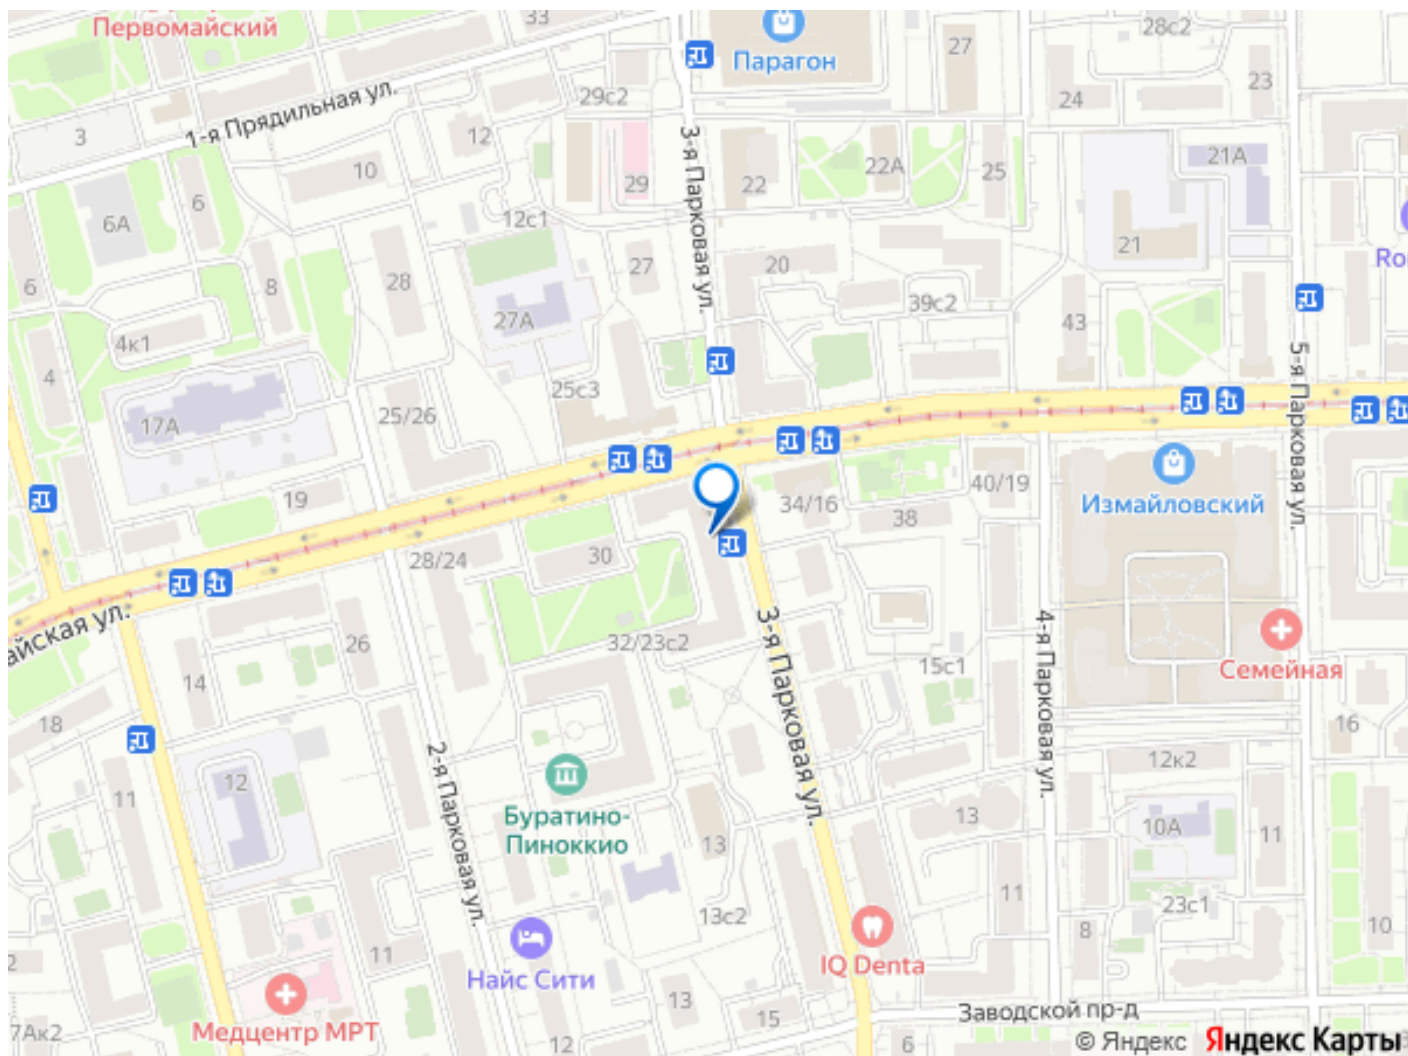 Первомайский
33
Парагон
27
28с2
23
24
29с2
1-я Прядильная ул.
3
12
10
3-я Парковая ул.
29
22
22А
25
21А
6
6А
12с1
21
Ro
28
27
20
8
6
27А
39с2
43
4к1
4
25с3
5-я Парковая ул.
25/26
17А
19
34/16
40/19
38
Измайловский
30
28/24
айская ул.
26
32/23с2
3-я Парковая ул.
4-я Парковая ул.
15с1
Семейная
14
18
16
2-я Парковая ул.
12к2
12
11
Буратино-
Пиноккио
13
13
10А
11
11
13с2
23с1
8
10
11
2
IQ Denta
Найс Сити
13
15
Заводской пр-д
7Ак2
Медцентр МРТ
12
6
© Яндекс Яндекс Карты